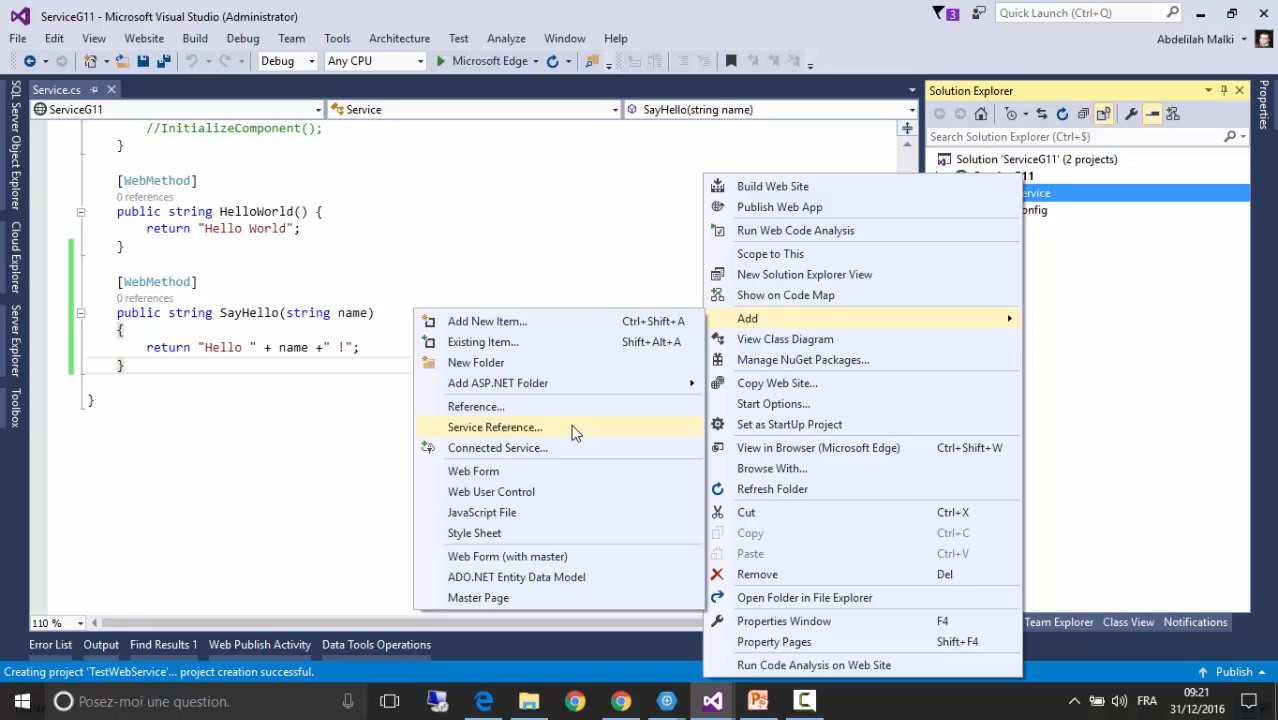 ServiceG11 - Microsoft Visual Studio (Administrator)
3
Quick Launch (Ctrl+Q)
File Edit View Website Build Debug Team Tools Architecture Test Analyze Window Help
Abdelilah Malki
Debug Any CPU Microsoft Edge
Service.cs
ServiceG11 Service SayHello(string name)
//InitializeComponent();
}
[WebMethod]
0 references
public string HelloWorld() {
return "Hello World";
}
[WebMethod]
0 references
public string SayHello(string name)
{
return "Hello " + name +" !";
}
}
SQL Server Object Explorer
Cloud Explorer
Server Explorer
Toolbox
Add New Item... Ctrl+Shift+A
Existing Item... Shift+Alt+A
New Folder
Add ASP.NET Folder
Reference...
Service Reference...
Connected Service...
Web Form
Web User Control
JavaScript File
Style Sheet
Web Form (with master)
ADO.NET Entity Data Model
Master Page
Build Web Site
Publish Web App
Run Web Code Analysis
Scope to This
New Solution Explorer View
Show on Code Map
Add
View Class Diagram
Manage NuGet Packages...
Copy Web Site...
Start Options...
Set as StartUp Project
View in Browser (Microsoft Edge) Ctrl+Shift+W
Browse With...
Refresh Folder
Cut Ctrl+X
Copy Ctrl+C
Paste Ctrl+V
Remove Del
Open Folder in File Explorer
Properties Window F4
Property Pages Shift+F4
Run Code Analysis on Web Site
Solution Explorer
Search Solution Explorer (Ctrl+$)
Solution 'ServiceG11' (2 projects)
11
ervice
onfig
Properties
110 %
Team Explorer Class View Notifications
Error List Find Results 1 Web Publish Activity Data Tools Operations
Creating project 'TestWebService'... project creation successful.
Publish
Posez-moi une question.
FRA
09:21
31/12/2016